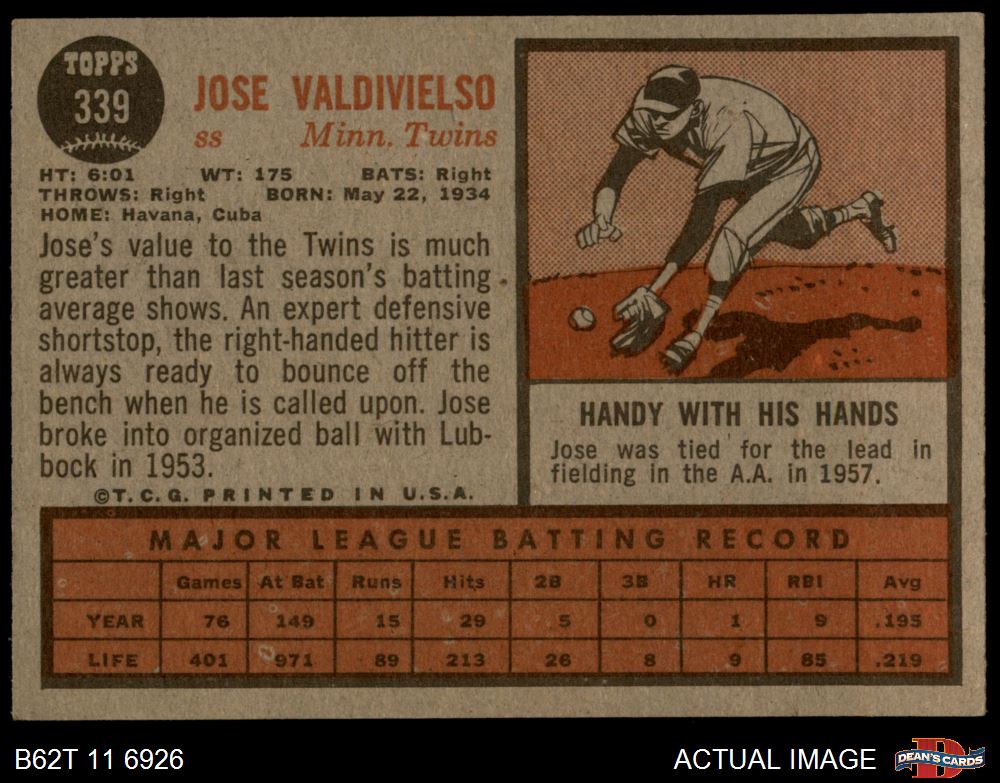 TOPPS
339
JOSE VALDIVIELSO
ss Minn. Twins
HT: 6:01 WT: 175 BATS: Right
THROWS: Right BORN: May 22, 1934
HOME: Havana, Cuba
Jose's value to the Twins is much
greater than last season's batting
average shows. An expert defensive
shortstop, the right-handed hitter is
always ready to bounce off the
bench when he is called upon. Jose
broke into organized ball with Lub-
bock in 1953.
©T.C.G. PRINTED IN U.S.A.
HANDY WITH HIS HANDS
Jose was tied for the lead in
fielding in the A.A. in 1957.
MAJOR LEAGUE BATTING RECORD
Games At Bat Runs Hits 2B 3B HR RBI Avg
YEAR 76 149 15 29 5 0 1 9 .195
LIFE 401 971 89 213 26 8 9 85 .219
B62T 11 6926
ACTUAL IMAGE
D
DEAN'S CARDS